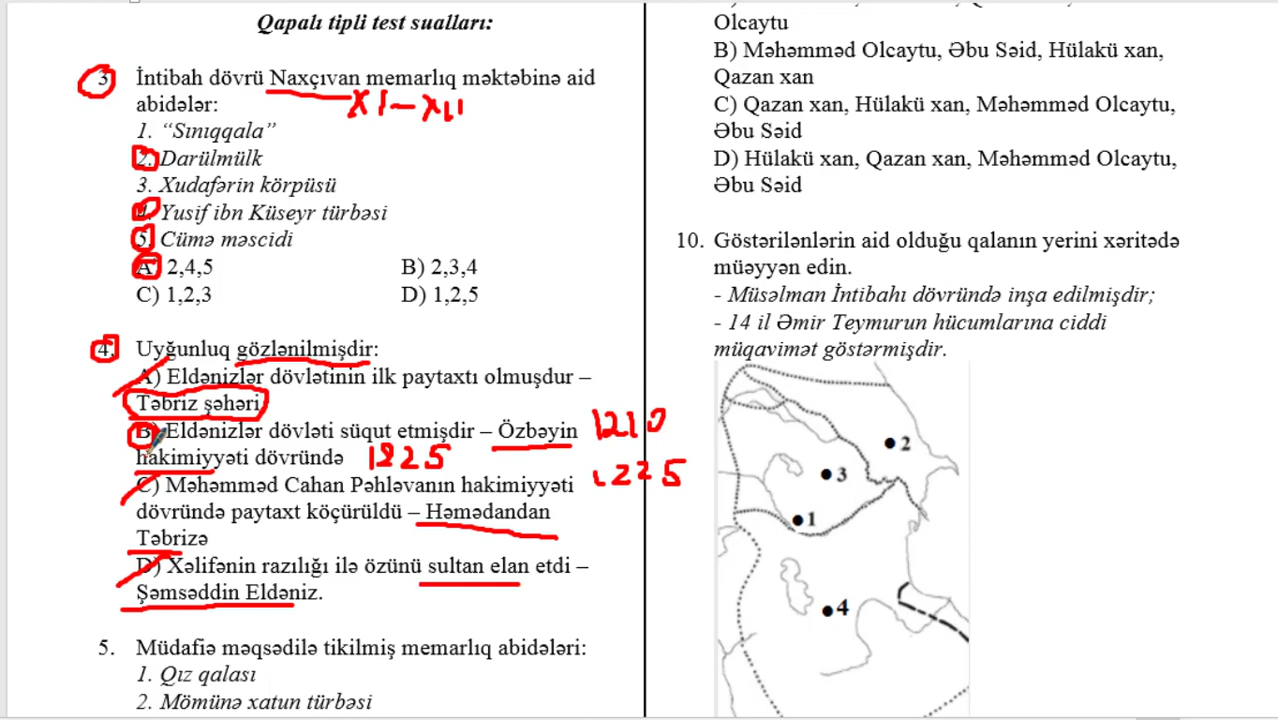 Qapalı tipli test sualları:
3. İntibah dövrü Naxçıvan memarlıq məktəbinə aid
abidələr:
XI-XII
1. “Sınıqqala”
2. Darülmülk
3. Xudafərin körpüsü
4. Yusif ibn Küseyr türbəsi
5. Cümə məscidi
A) 2,4,5 B) 2,3,4
C) 1,2,3 D) 1,2,5
4. Uyğunluq gözlənilmişdir:
A) Eldənizlər dövlətinin ilk paytaxtı olmuşdur –
Təbriz şəhəri
B) Eldənizlər dövləti süqut etmişdir – Özbəyin 1210
hakimiyyəti dövründə 1225
C) Məhəmməd Cahan Pəhləvanın hakimiyyəti 1225
dövründə paytaxt köçürüldü – Həmədandan
Təbrizə
D) Xəlifənin razılığı ilə özünü sultan elan etdi –
Şəmsəddin Eldəniz.
5. Müdafiə məqsədilə tikilmiş memarlıq abidələri:
1. Qız qalası
2. Möminə xatun türbəsi
Olcaytu
B) Məhəmməd Olcaytu, Əbu Səid, Hülakü xan,
Qazan xan
C) Qazan xan, Hülakü xan, Məhəmməd Olcaytu,
Əbu Səid
D) Hülakü xan, Qazan xan, Məhəmməd Olcaytu,
Əbu Səid
10. Göstərilənlərin aid olduğu qalanın yerini xəritədə
müəyyən edin.
- Müsəlman İntibahı dövründə inşa edilmişdir;
- 14 il Əmir Teymurun hücumlarına ciddi
müqavimət göstərmişdir.
2
3
1
4